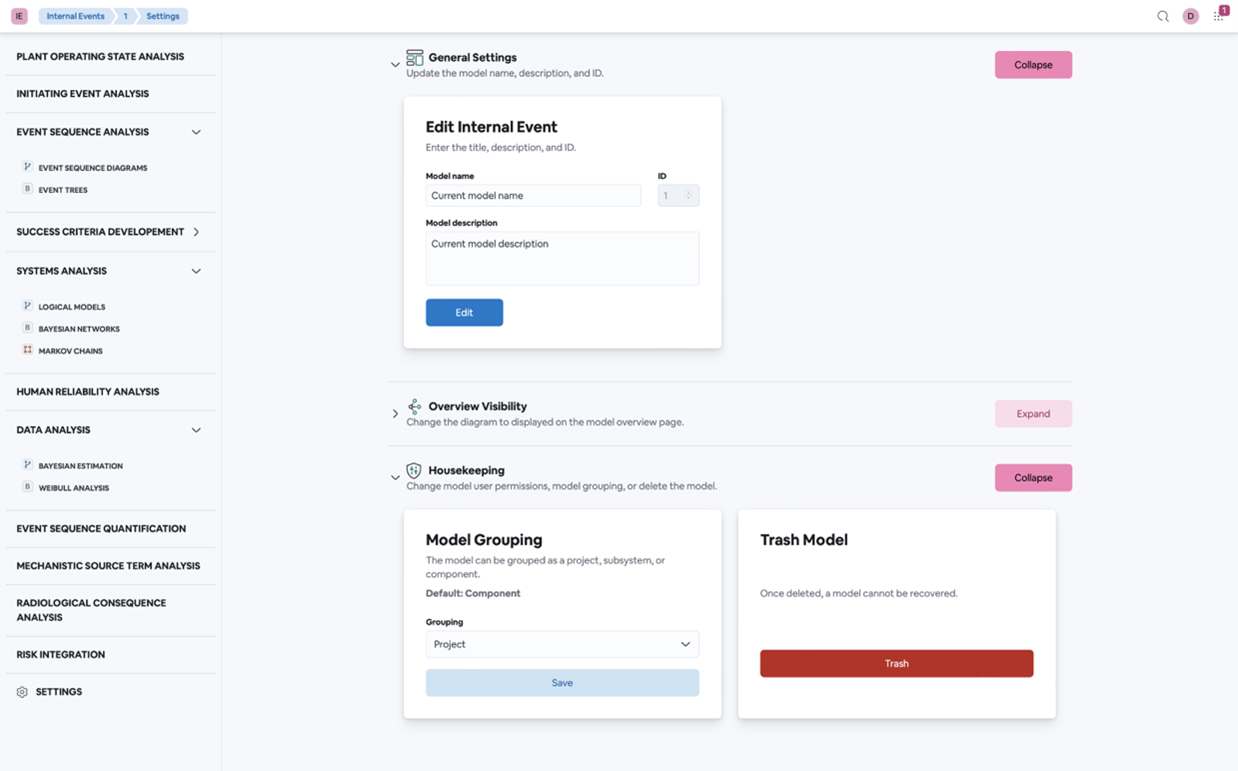 IE Internal Events 1 Settings D 1
PLANT OPERATING STATE ANALYSIS
INITIATING EVENT ANALYSIS
EVENT SEQUENCE ANALYSIS
EVENT SEQUENCE DIAGRAMS
B EVENT TREES
SUCCESS CRITERIA DEVELOPEMENT
SYSTEMS ANALYSIS
LOGICAL MODELS
B BAYESIAN NETWORKS
MARKOV CHAINS
HUMAN RELIABILITY ANALYSIS
DATA ANALYSIS
BAYESIAN ESTIMATION
B WEIBULL ANALYSIS
EVENT SEQUENCE QUANTIFICATION
MECHANISTIC SOURCE TERM ANALYSIS
RADIOLOGICAL CONSEQUENCE
ANALYSIS
RISK INTEGRATION
SETTINGS
General Settings
Update the model name, description, and ID.
Collapse
Edit Internal Event
Enter the title, description, and ID.
Model name ID
Current model name 1
Model description
Current model description
Edit
Overview Visibility
Change the diagram to displayed on the model overview page.
Expand
Housekeeping
Change model user permissions, model grouping, or delete the model.
Collapse
Model Grouping
The model can be grouped as a project, subsystem, or
component.
Default: Component
Grouping
Project
Save
Trash Model
Once deleted, a model cannot be recovered.
Trash